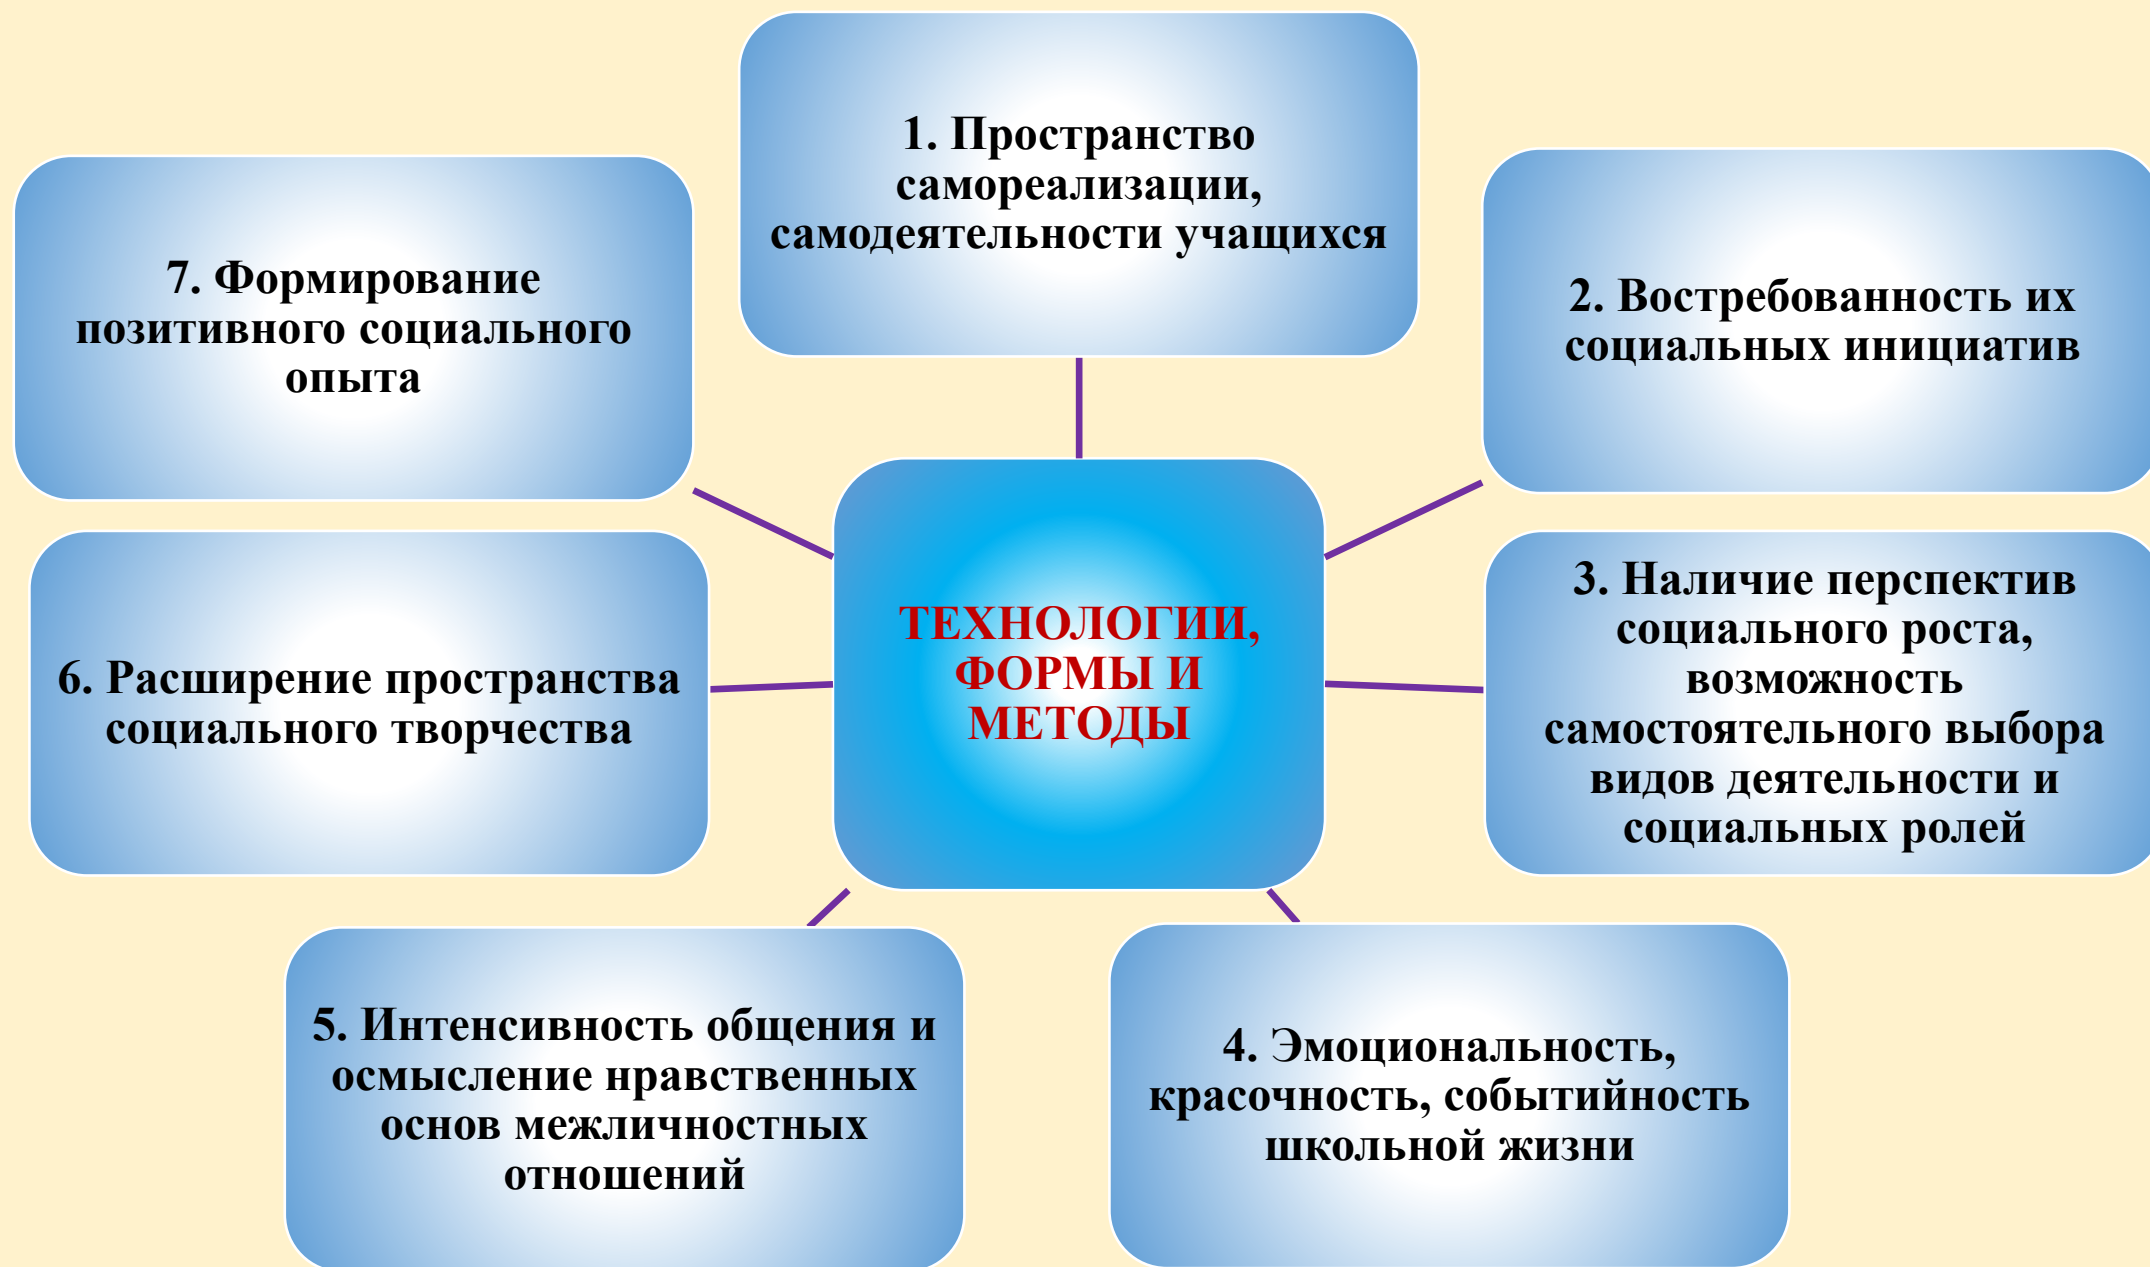 1. Пространство
самореализации,
самодеятельности учащихся
2. Востребованность их
социальных инициатив
3. Наличие перспектив
социального роста,
возможность
самостоятельного выбора
видов деятельности и
социальных ролей
4. Эмоциональность,
красочность, событийность
школьной жизни
5. Интенсивность общения и
осмысление нравственных
основ межличностных
отношений
6. Расширение пространства
социального творчества
7. Формирование
позитивного социального
опыта
ТЕХНОЛОГИИ,
ФОРМЫ И
МЕТОДЫ